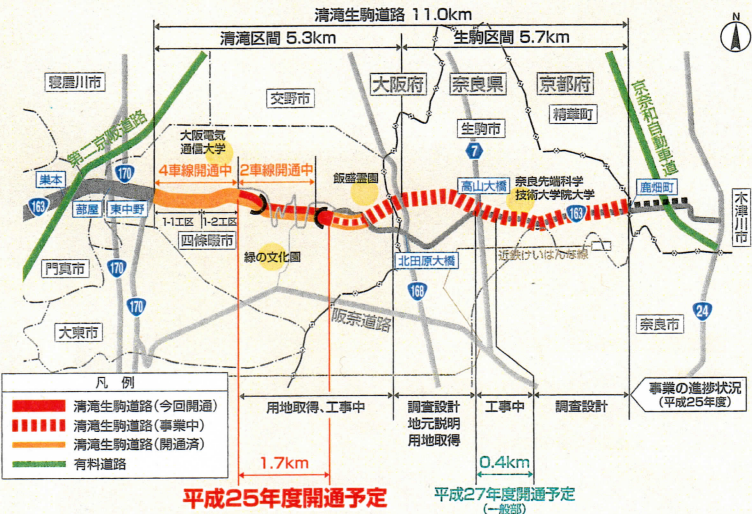 清滝生駒道路 11.0km
清滝区間 5.3km
生駒区間 5.7km
N
寝屋川市
第二京阪道路
交野市
大阪府
奈良県
京都府
精華町
京奈和自動車道
大阪電気
通信大学
生駒市
7
170
4車線開通中
2車線開通中
飯盛霊園
高山大橋
奈良先端科学
技術大学院大学
鹿畑町
木津川市
巣本
163
部屋
東中野
163
1-1工区
1-2工区
四條畷市
緑の文化園
北田原大橋
近鉄けいはんな線
門真市
170
170
168
24
大東市
阪奈道路
奈良市
凡例
清滝生駒道路(今回開通)
清滝生駒道路(事業中)
清滝生駒道路(開通済)
有料道路
用地取得、工事中
調査設計
地元説明
用地取得
工事中
調査設計
事業の進捗状況
(平成25年度)
1.7km
0.4km
平成25年度開通予定
平成27年度開通予定
(一般部)